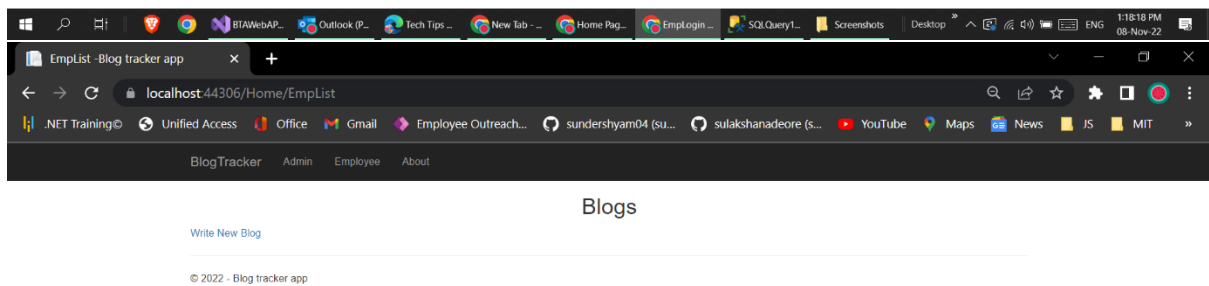 BTAWebAP... Outlook (P... Tech Tips ... New Tab - ... Home Pag... EmpLogin ... SQLQuery1... Screenshots Desktop » ENG 1:18:18 PM
08-Nov-22
EmpList -Blog tracker app
localhost:44306/Home/EmpList
.NET Training© Unified Access Office Gmail Employee Outreach... sundershyam04 (su... sulakshanadeore (s... YouTube Maps News JS MIT »
BlogTracker Admin Employee About
Blogs
Write New Blog
© 2022 - Blog tracker app